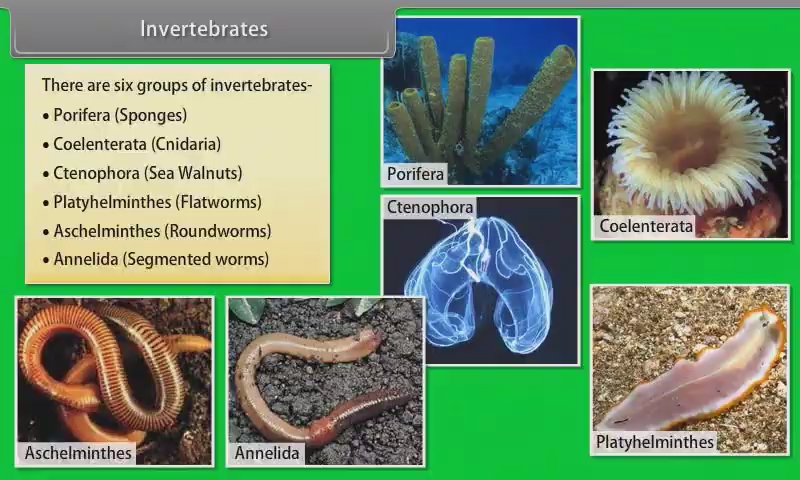 Invertebrates
There are six groups of invertebrates-
• Porifera (Sponges)
• Coelenterata (Cnidaria)
• Ctenophora (Sea Walnuts)
• Platyhelminthes (Flatworms)
• Aschelminthes (Roundworms)
• Annelida (Segmented worms)
Porifera
Coelenterata
Ctenophora
Aschelminthes
Annelida
Platyhelminthes